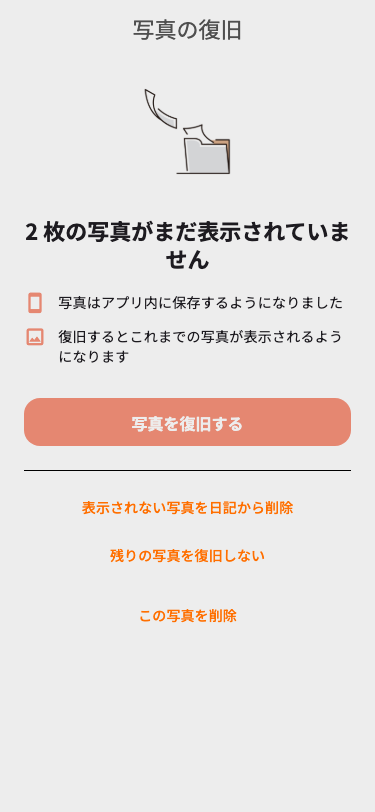 写真の復旧
2 枚の写真がまだ表示されていま
せん
写真はアプリ内に保存するようになりました
復旧するとこれまでの写真が表示されるよう
になります
写真を復旧する
表示されない写真を日記から削除
残りの写真を復旧しない
この写真を削除